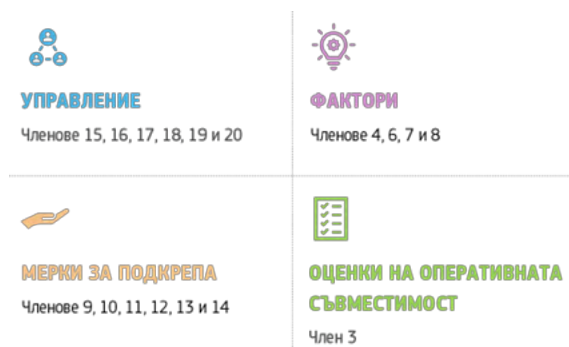 УПРАВЛЕНИЕ
Членове 15, 16, 17, 18, 19 и 20
ФАКТОРИ
Членове 4, 6, 7 и 8
МЕРКИ ЗА ПОДКРЕПА
Членове 9, 10, 11, 12, 13 и 14
ОЦЕНКИ НА ОПЕРАТИВНАТА
СЪВМЕСТИМОСТ
Член 3